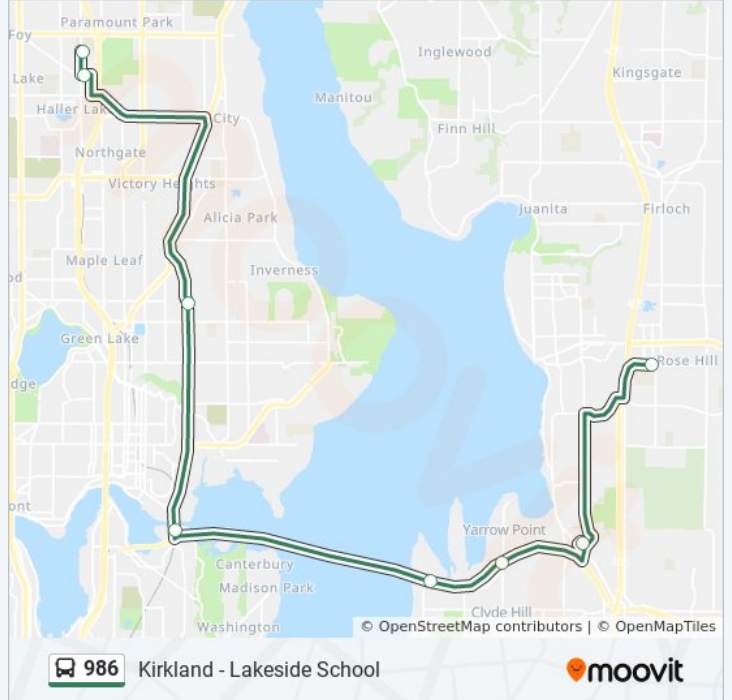 Paramount Park
Foy
Inglewood
Lake
Kingsgate
Manitou
Haller Lake
City
Finn Hill
Northgate
Victory Heights
Juanita
Firloch
Alicia Park
Maple Leaf
Inverness
Green Lake
Rose Hill
dge
ont
Yarrow Point
Canterbury
Madison Park
Clyde Hill
Washington
© OpenStreetMap contributors | © OpenMapTiles
986 Kirkland - Lakeside School
moovit